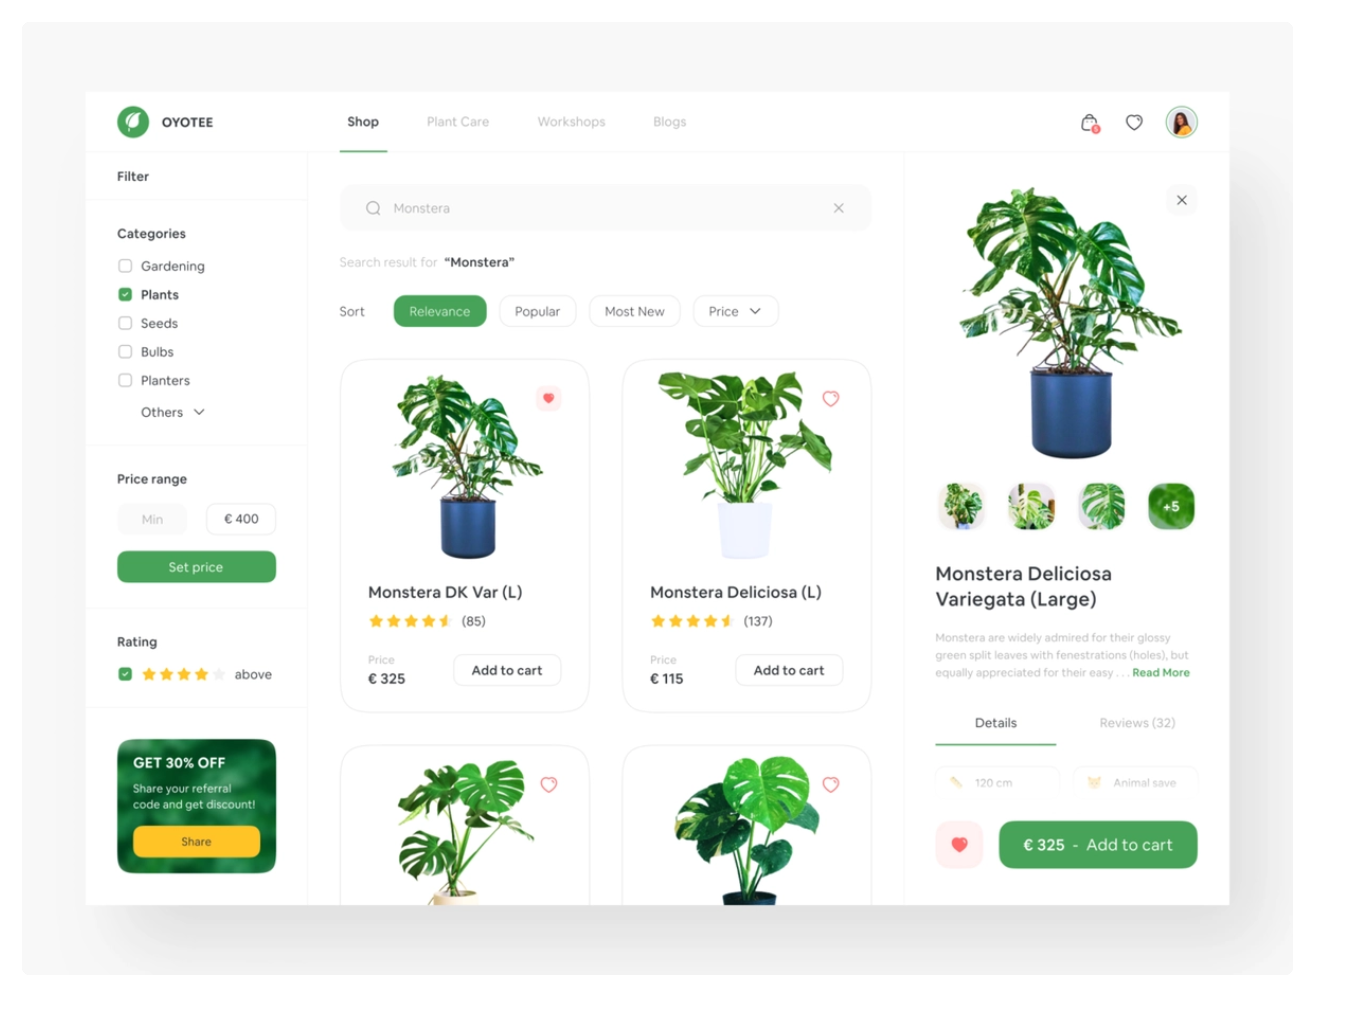 OYOTEE
Shop
Plant Care
Workshops
Blogs
5
Filter
Categories
Gardening
Plants
Seeds
Bulbs
Planters
Others
Price range
Min
€ 400
Set price
Rating
above
GET 30% OFF
Share your referral
code and get discount!
Share
Monstera
Search result for “Monstera”
Sort
Relevance
Popular
Most New
Price
Monstera DK Var (L)
(85)
Price
€ 325
Add to cart
Monstera Deliciosa (L)
(137)
Price
€ 115
Add to cart
+5
Monstera Deliciosa
Variegata (Large)
Monstera are widely admired for their glossy
green split leaves with fenestrations (holes), but
equally appreciated for their easy . . . Read More
Details
Reviews (32)
120 cm
Animal save
€ 325 - Add to cart